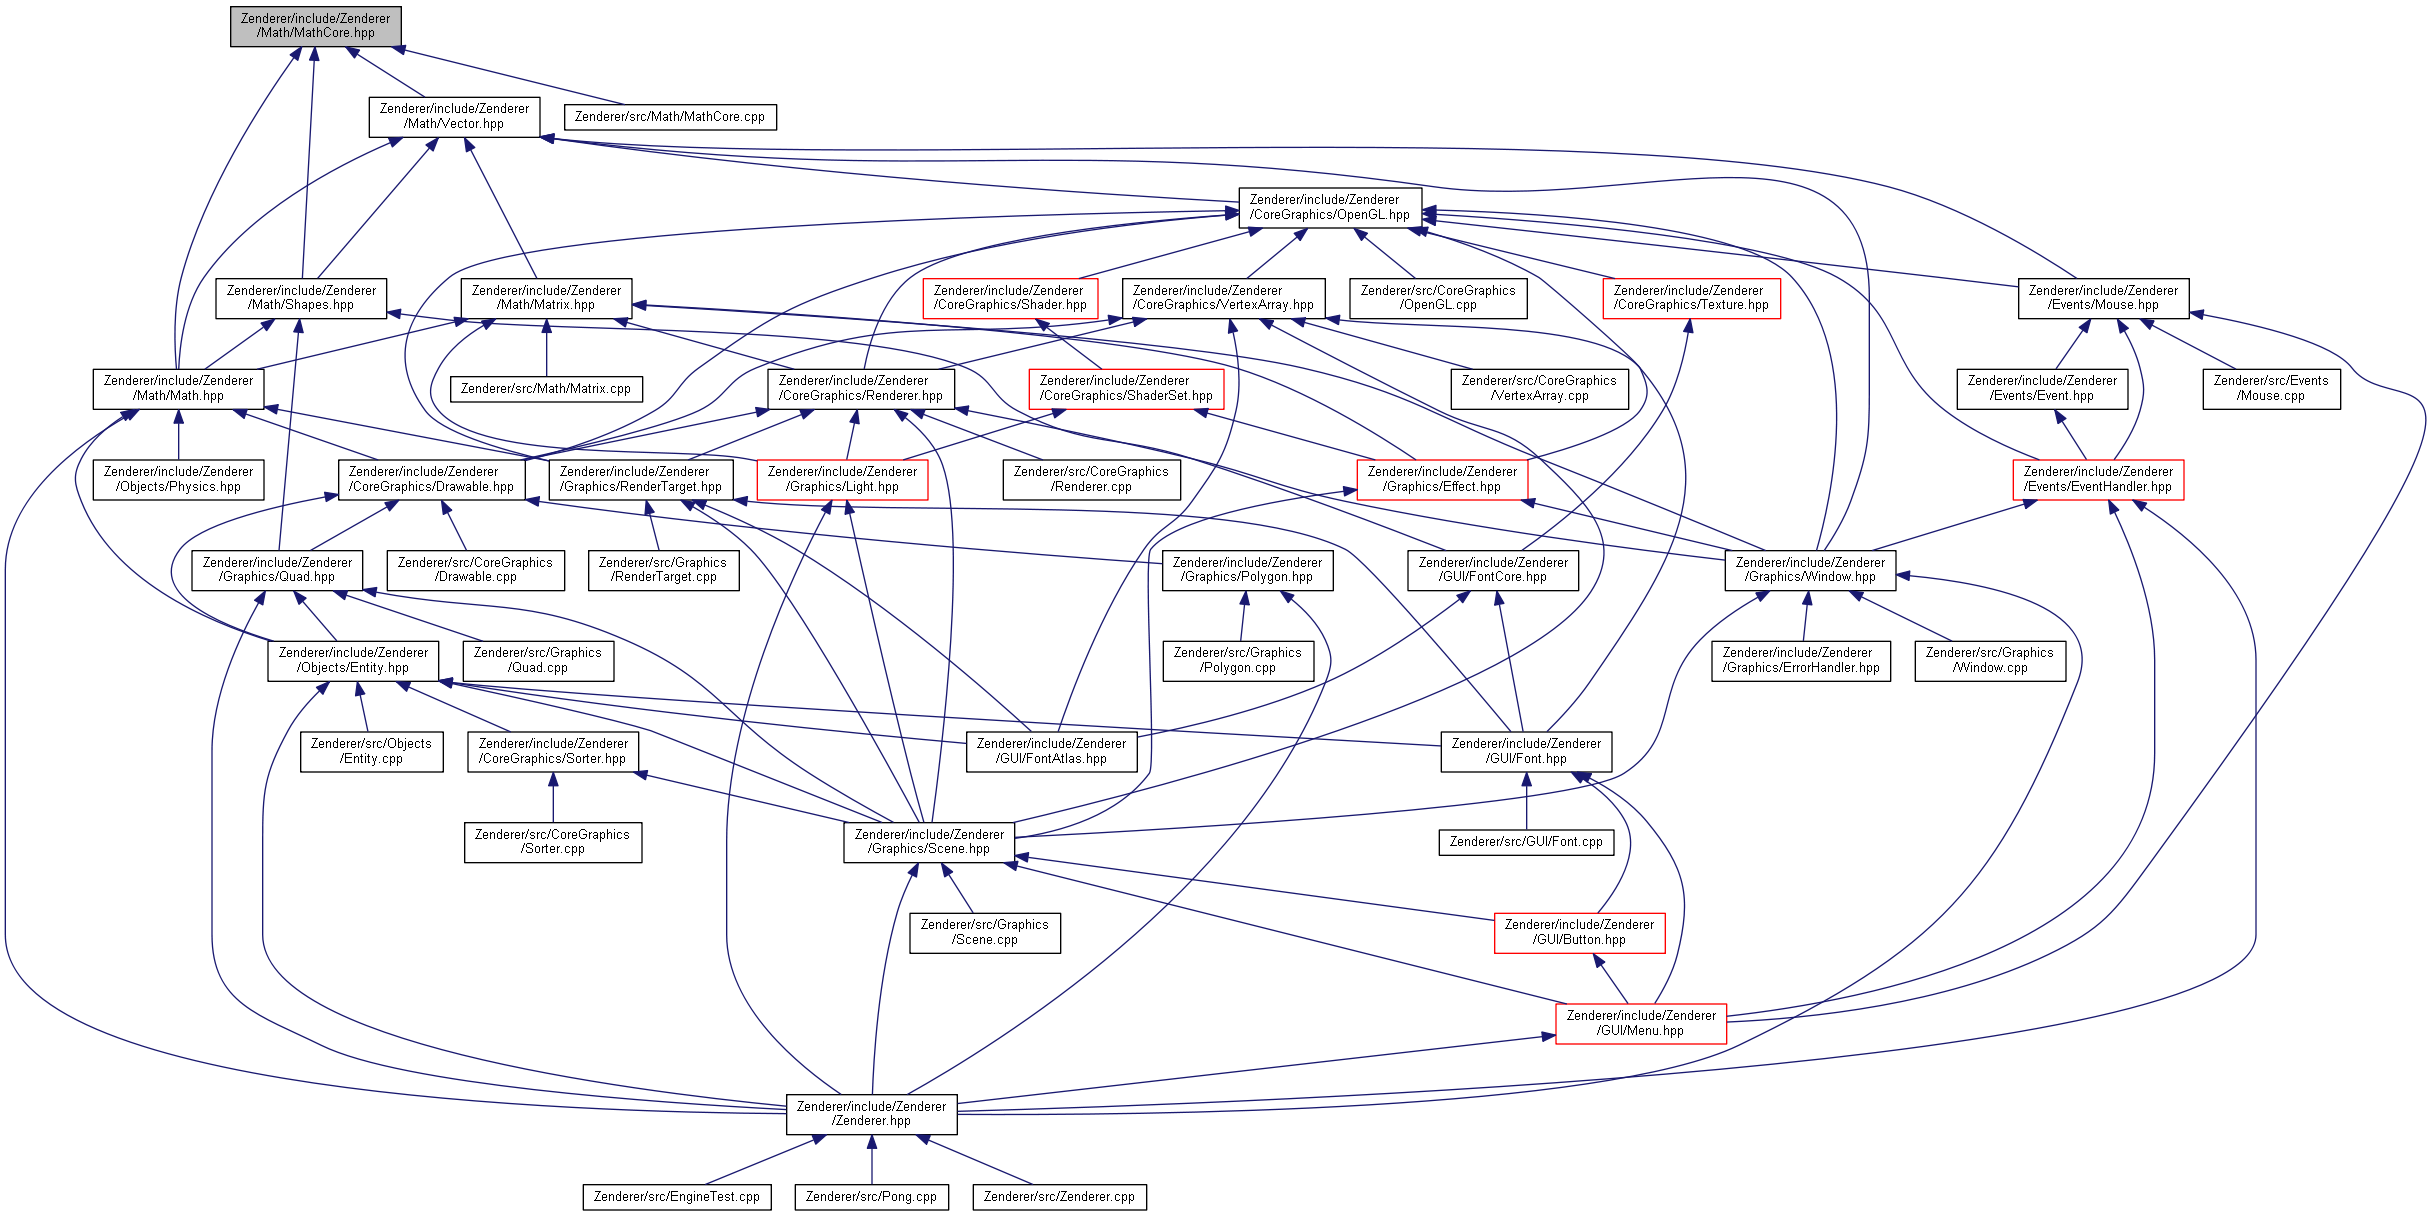 Zenderer/include/Zenderer
/Math/MathCore.hpp
Zenderer/include/Zenderer
/Math/Vector.hpp
Zenderer/src/Math/MathCore.cpp
Zenderer/include/Zenderer
/CoreGraphics/OpenGL.hpp
Zenderer/include/Zenderer
/Math/Shapes.hpp
Zenderer/include/Zenderer
/Math/Matrix.hpp
Zenderer/include/Zenderer
/CoreGraphics/Shader.hpp
Zenderer/include/Zenderer
/CoreGraphics/VertexArray.hpp
Zenderer/src/CoreGraphics
/OpenGL.cpp
Zenderer/include/Zenderer
/CoreGraphics/Texture.hpp
Zenderer/include/Zenderer
/Events/Mouse.hpp
Zenderer/include/Zenderer
/Math/Math.hpp
Zenderer/src/Math/Matrix.cpp
Zenderer/include/Zenderer
/CoreGraphics/Renderer.hpp
Zenderer/include/Zenderer
/CoreGraphics/ShaderSet.hpp
Zenderer/src/CoreGraphics
/VertexArray.cpp
Zenderer/include/Zenderer
/Events/Event.hpp
Zenderer/src/Events
/Mouse.cpp
Zenderer/include/Zenderer
/Objects/Physics.hpp
Zenderer/include/Zenderer
/CoreGraphics/Drawable.hpp
Zenderer/include/Zenderer
/Graphics/RenderTarget.hpp
Zenderer/include/Zenderer
/Graphics/Light.hpp
Zenderer/src/CoreGraphics
/Renderer.cpp
Zenderer/include/Zenderer
/Graphics/Effect.hpp
Zenderer/include/Zenderer
/Events/EventHandler.hpp
Zenderer/include/Zenderer
/Graphics/Quad.hpp
Zenderer/src/CoreGraphics
/Drawable.cpp
Zenderer/src/Graphics
/RenderTarget.cpp
Zenderer/include/Zenderer
/Graphics/Polygon.hpp
Zenderer/include/Zenderer
/GUI/FontCore.hpp
Zenderer/include/Zenderer
/Graphics/Window.hpp
Zenderer/include/Zenderer
/Objects/Entity.hpp
Zenderer/src/Graphics
/Quad.cpp
Zenderer/src/Graphics
/Polygon.cpp
Zenderer/include/Zenderer
/Graphics/ErrorHandler.hpp
Zenderer/src/Graphics
/Window.cpp
Zenderer/src/Objects
/Entity.cpp
Zenderer/include/Zenderer
/CoreGraphics/Sorter.hpp
Zenderer/include/Zenderer
/GUI/FontAtlas.hpp
Zenderer/include/Zenderer
/GUI/Font.hpp
Zenderer/src/CoreGraphics
/Sorter.cpp
Zenderer/include/Zenderer
/Graphics/Scene.hpp
Zenderer/src/GUI/Font.cpp
Zenderer/src/Graphics
/Scene.cpp
Zenderer/include/Zenderer
/GUI/Button.hpp
Zenderer/include/Zenderer
/GUI/Menu.hpp
Zenderer/include/Zenderer
/Zenderer.hpp
Zenderer/src/EngineTest.cpp
Zenderer/src/Pong.cpp
Zenderer/src/Zenderer.cpp